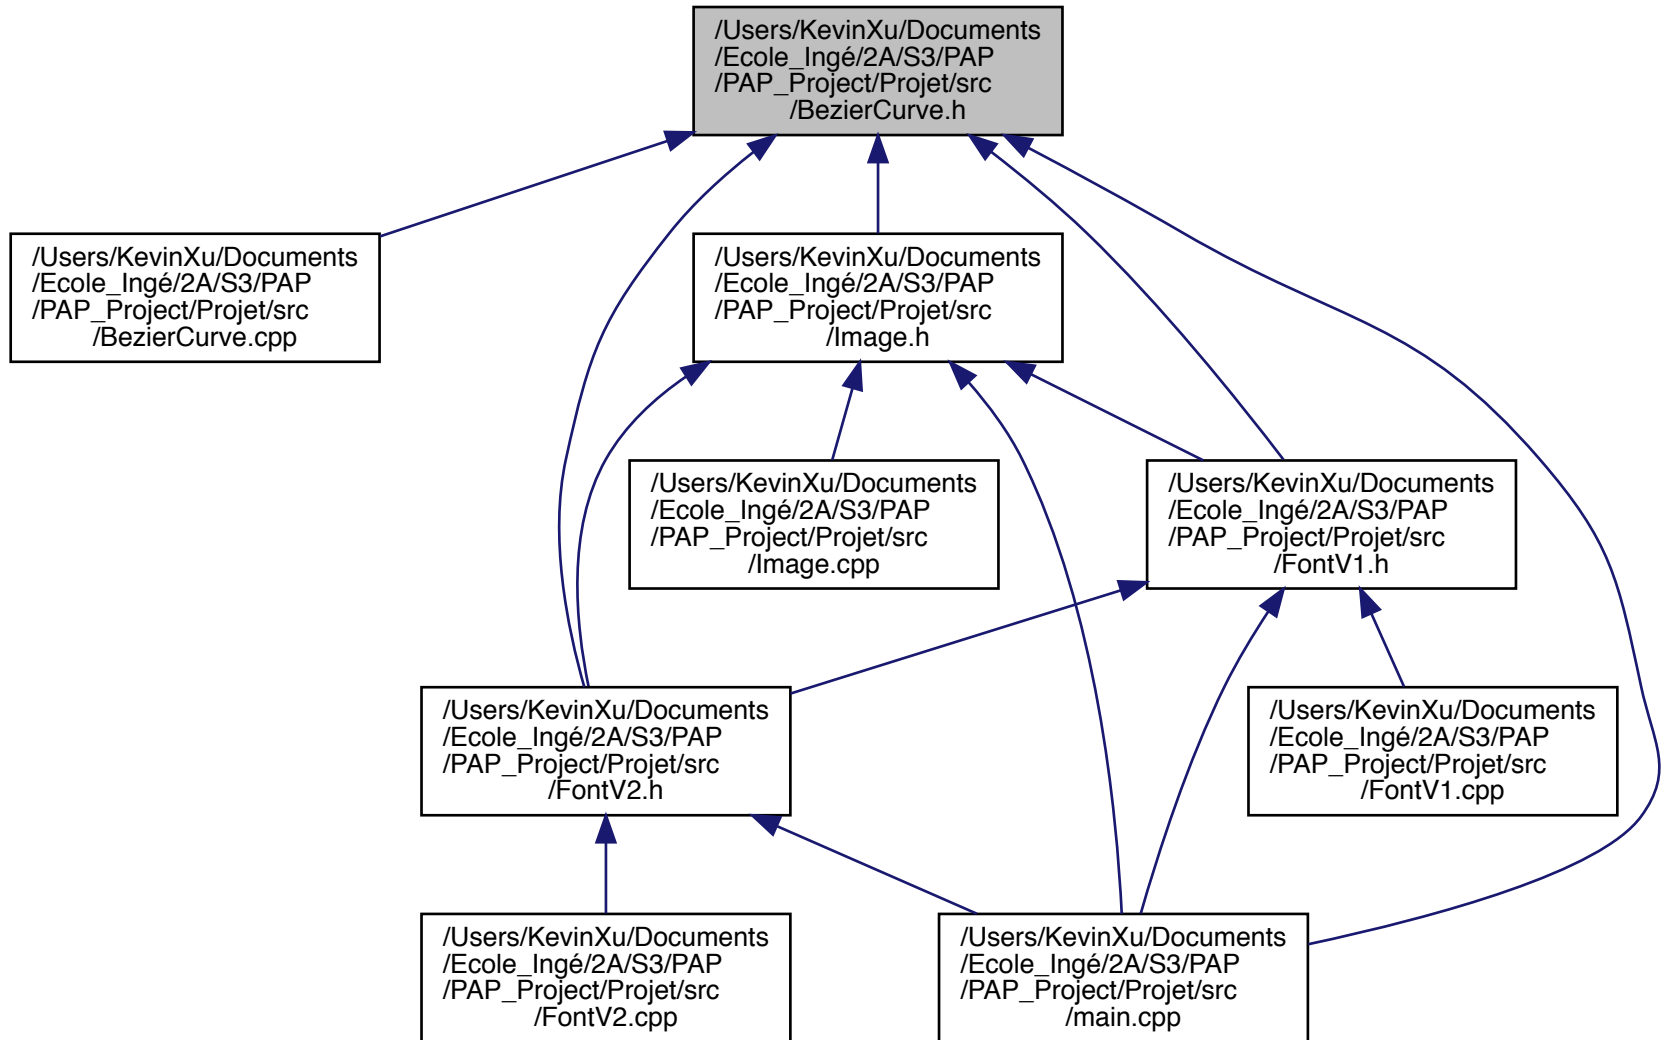 /Users/KevinXu/Documents
/Ecole_Ingé/2A/S3/PAP
/PAP_Project/Projet/src
/BezierCurve.h
/Users/KevinXu/Documents
/Ecole_Ingé/2A/S3/PAP
/PAP_Project/Projet/src
/BezierCurve.cpp
/Users/KevinXu/Documents
/Ecole_Ingé/2A/S3/PAP
/PAP_Project/Projet/src
/Image.h
/Users/KevinXu/Documents
/Ecole_Ingé/2A/S3/PAP
/PAP_Project/Projet/src
/Image.cpp
/Users/KevinXu/Documents
/Ecole_Ingé/2A/S3/PAP
/PAP_Project/Projet/src
/FontV1.h
/Users/KevinXu/Documents
/Ecole_Ingé/2A/S3/PAP
/PAP_Project/Projet/src
/FontV2.h
/Users/KevinXu/Documents
/Ecole_Ingé/2A/S3/PAP
/PAP_Project/Projet/src
/FontV1.cpp
/Users/KevinXu/Documents
/Ecole_Ingé/2A/S3/PAP
/PAP_Project/Projet/src
/FontV2.cpp
/Users/KevinXu/Documents
/Ecole_Ingé/2A/S3/PAP
/PAP_Project/Projet/src
/main.cpp